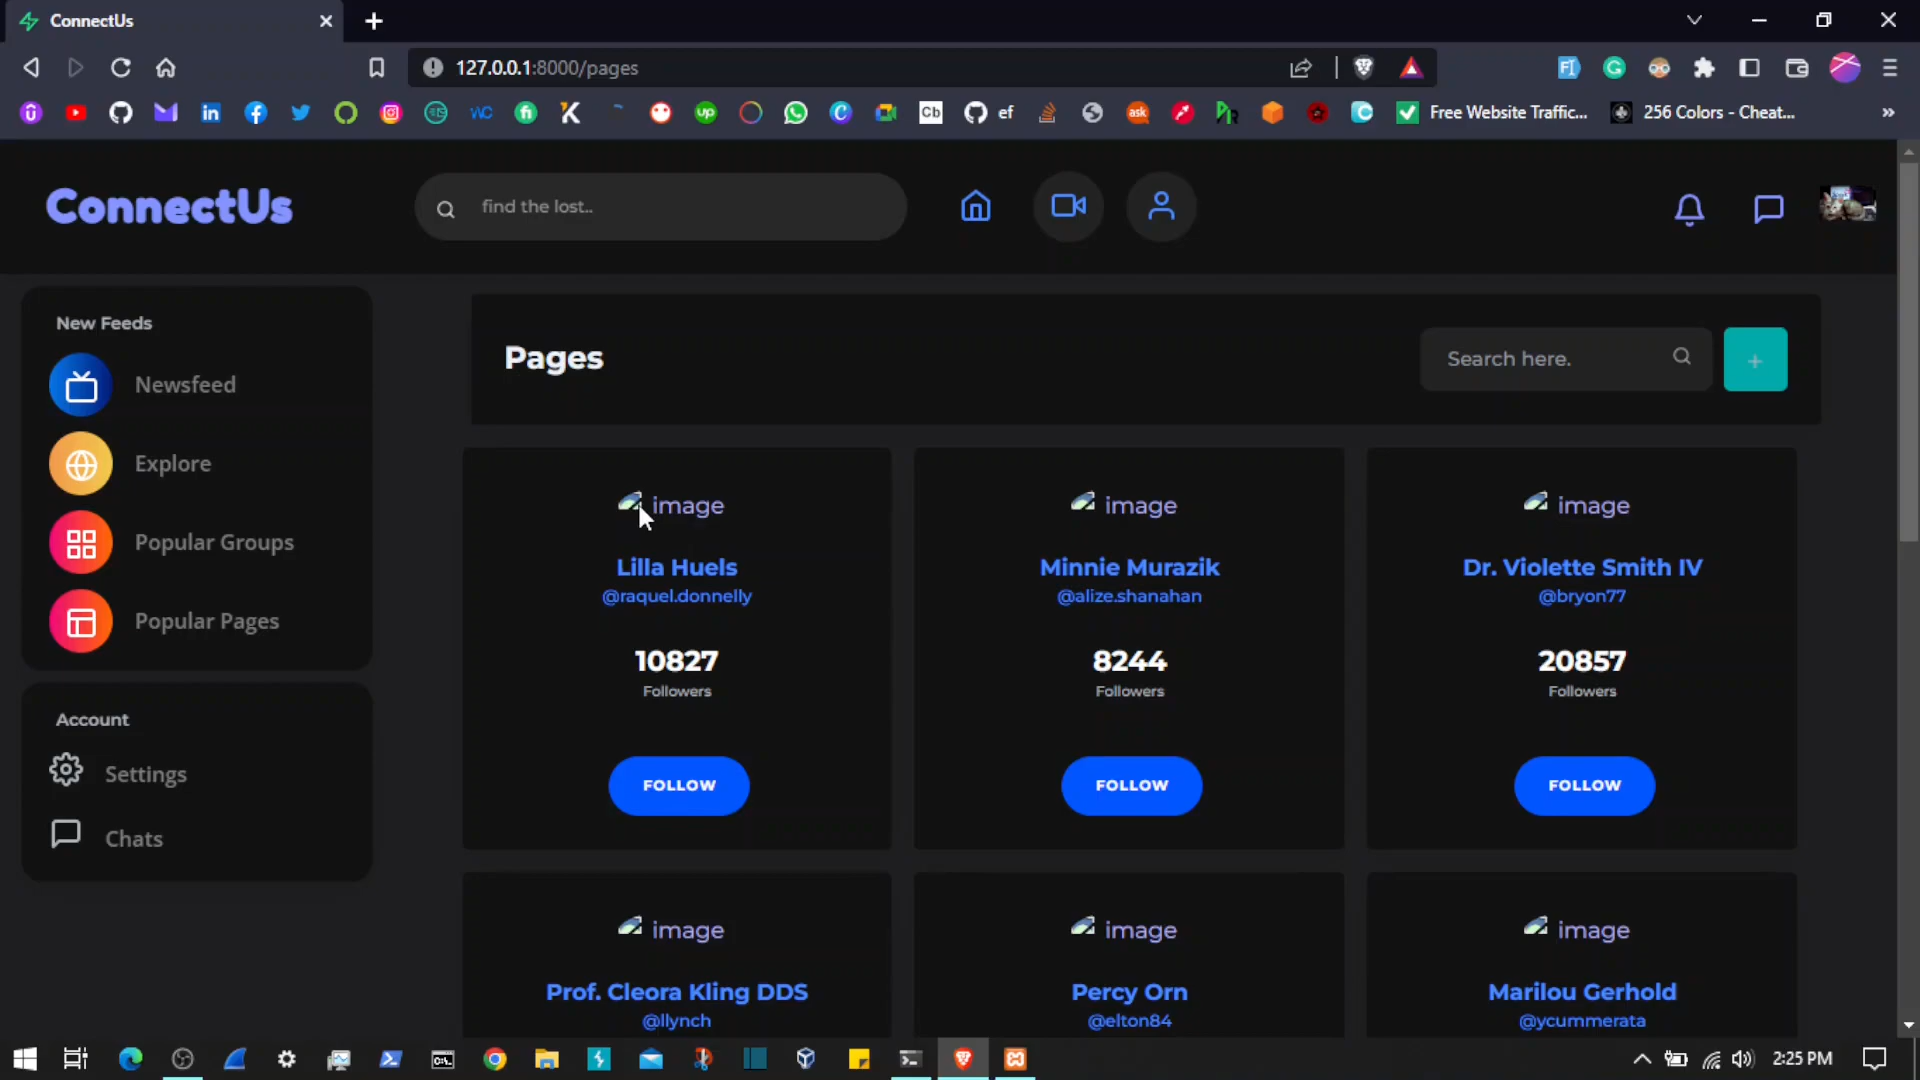 ConnectUs
127.0.0.1:8000/pages
ef
Free Website Traffic...
256 Colors - Cheat...
ConnectUs
find the lost..
New Feeds
Newsfeed
Explore
Popular Groups
Popular Pages
Account
Settings
Chats
Pages
Search here.
+
image
Lilla Huels
@raquel.donnelly
10827
Followers
FOLLOW
image
Minnie Murazik
@alize.shanahan
8244
Followers
FOLLOW
image
Dr. Violette Smith IV
@bryon77
20857
Followers
FOLLOW
image
Prof. Cleora Kling DDS
@llynch
image
Percy Orn
@elton84
image
Marilou Gerhold
@ycummerata
2:25 PM